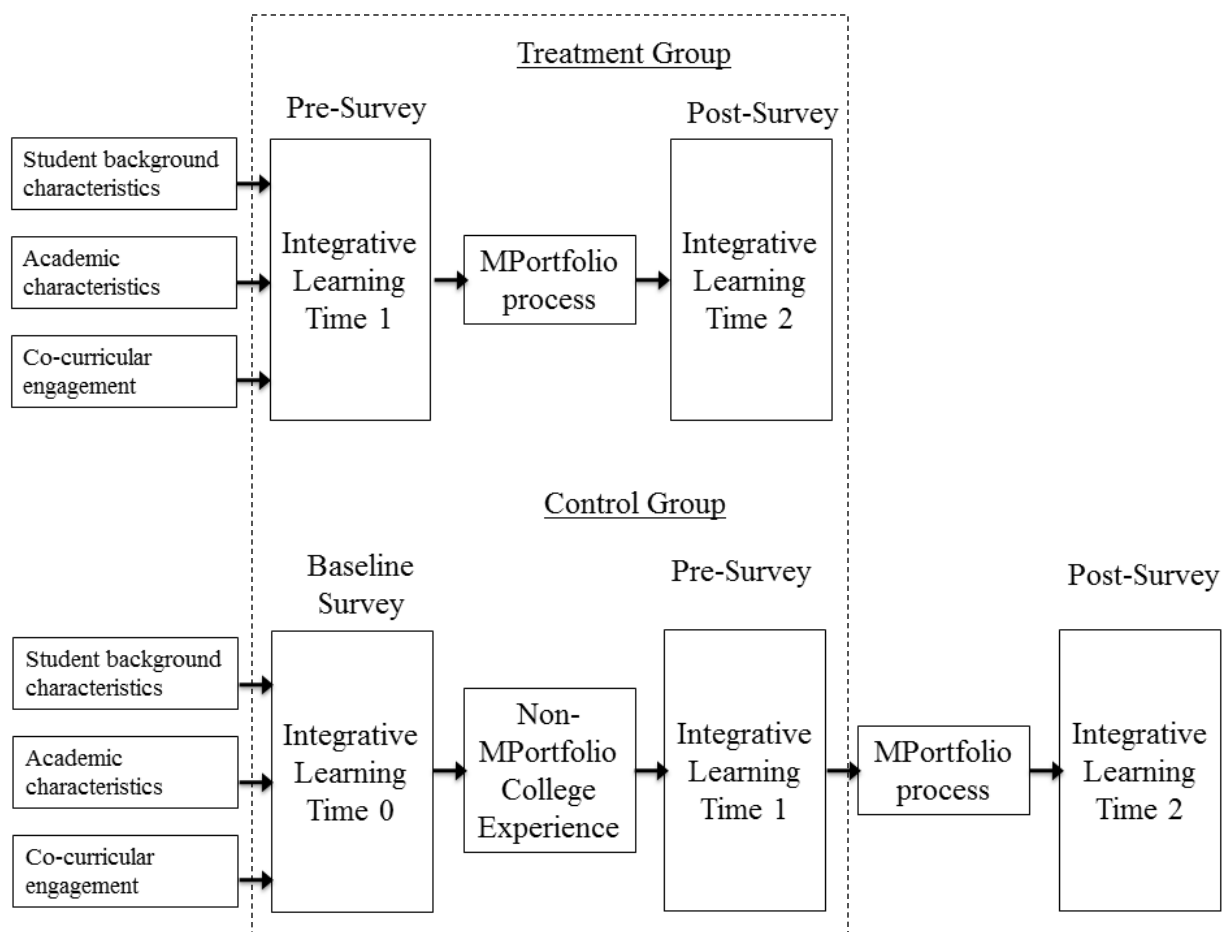 Treatment Group
Pre-Survey
Post-Survey
Student background
characteristics
Academic
characteristics
Co-curricular
engagement
Integrative
Learning
Time 1
MPortfolio
process
Integrative
Learning
Time 2
Control Group
Baseline
Survey
Pre-Survey
Post-Survey
Student background
characteristics
Academic
characteristics
Co-curricular
engagement
Integrative
Learning
Time 0
Non-
MPortfolio
College
Experience
Integrative
Learning
Time 1
MPortfolio
process
Integrative
Learning
Time 2